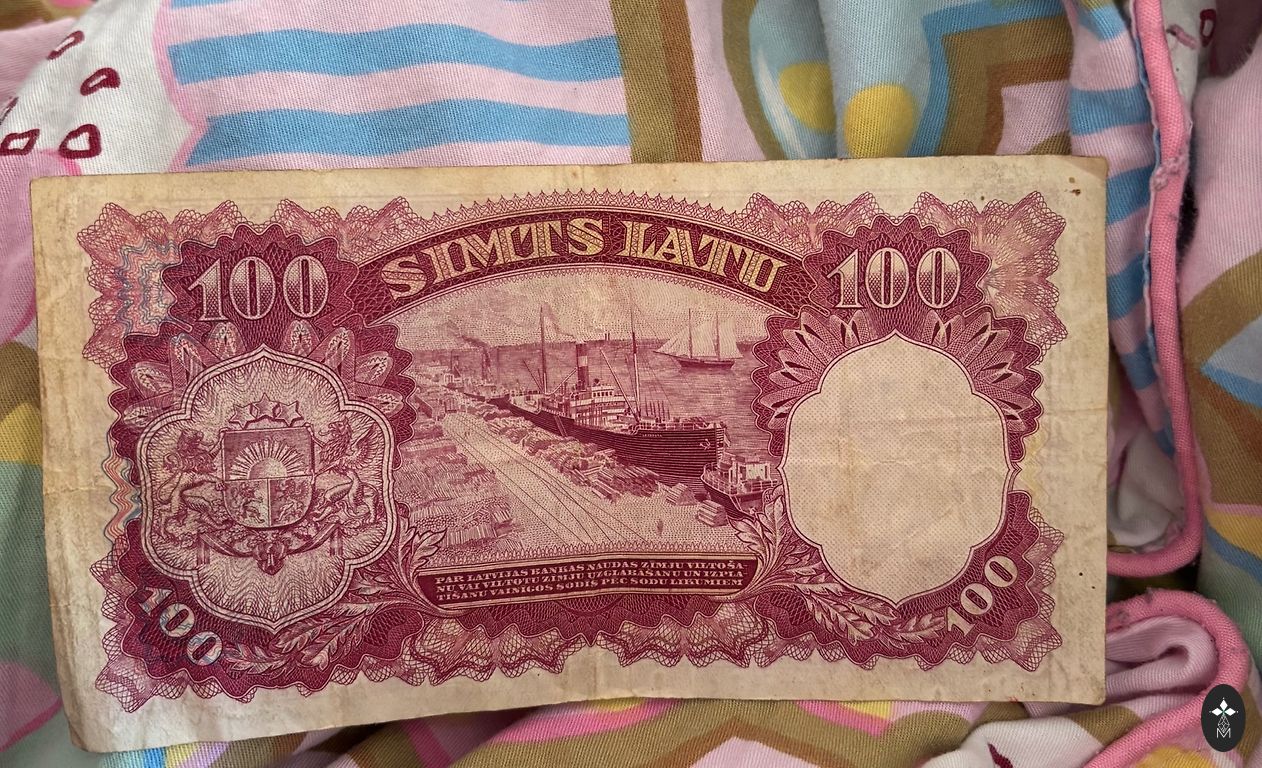 SIMTS LATU
100
100
PAR LATVIJAS BANKAS NAUDAS ZĪMJU VILTOŠA-
NU VAI VILTOTU ZĪMJU UZGLABĀŠANU UN IZPLA-
TĪŠANU VAINĪGOS SODĪS PĒC SODU LIKUMIEM
100
100
M